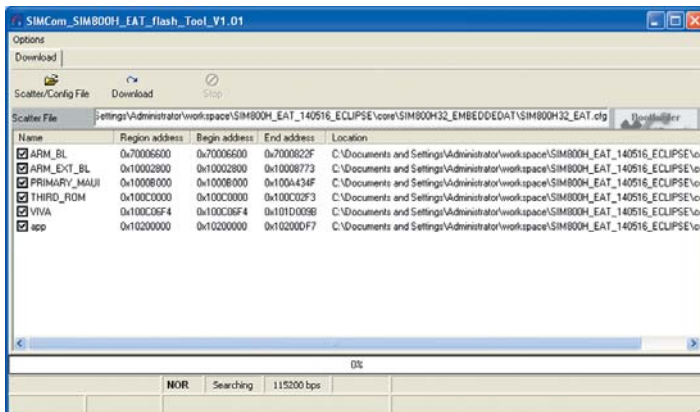 SIMCom_SIM800H_EAT_flash_Tool_V1.01
Options
Download
Scatter/Config File Download Stop
Scatter File Settings\Administrator\workspace\SIM800H_EAT_140516_ECLIPSE\core\SIM800H32_EMBEDDEDAT\SIM800H32_EAT.cfg
Name Region address Begin address End address Location
ARM_BL 0x70006600 0x70006600 0x7000822F C:\Documents and Settings\Administrator\workspace\SIM800H_EAT_140516_ECLIPSE\c
ARM_EXT_BL 0x10002800 0x10002800 0x10008773 C:\Documents and Settings\Administrator\workspace\SIM800H_EAT_140516_ECLIPSE\c
PRIMARY_MAUI 0x1000B000 0x1000B000 0x100A434F C:\Documents and Settings\Administrator\workspace\SIM800H_EAT_140516_ECLIPSE\c
THIRD_ROM 0x100C0000 0x100C0000 0x100C02F3 C:\Documents and Settings\Administrator\workspace\SIM800H_EAT_140516_ECLIPSE\c
VIVA 0x100C06F4 0x100C06F4 0x101D009B C:\Documents and Settings\Administrator\workspace\SIM800H_EAT_140516_ECLIPSE\c
app 0x10200000 0x10200000 0x10200DF7 C:\Documents and Settings\Administrator\workspace\SIM800H_EAT_140516_ECLIPSE\c
0%
NOR Searching 115200 bps